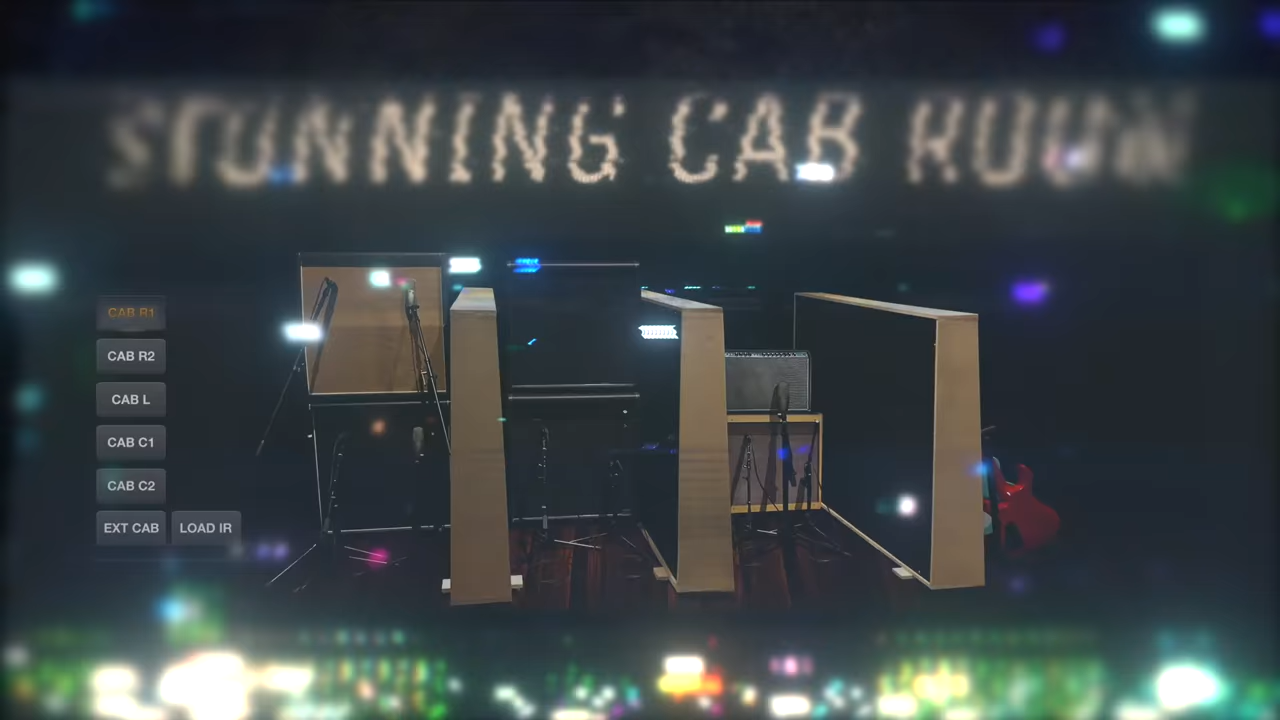 STUNNING CAB ROOM
CAB R1
CAB R2
CAB L
CAB C1
CAB C2
EXT CAB LOAD IR